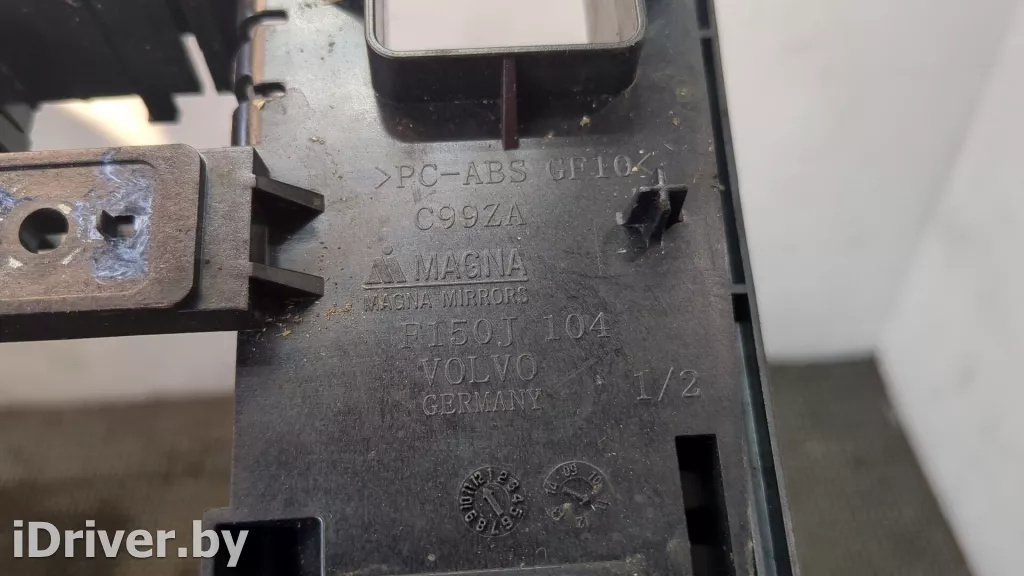 >PC-ABS GF10<
C99ZA
MAGNA
MAGNA MIRRORS
F150J 104
VOLVO
GERMANY
1/2
iDriver.by